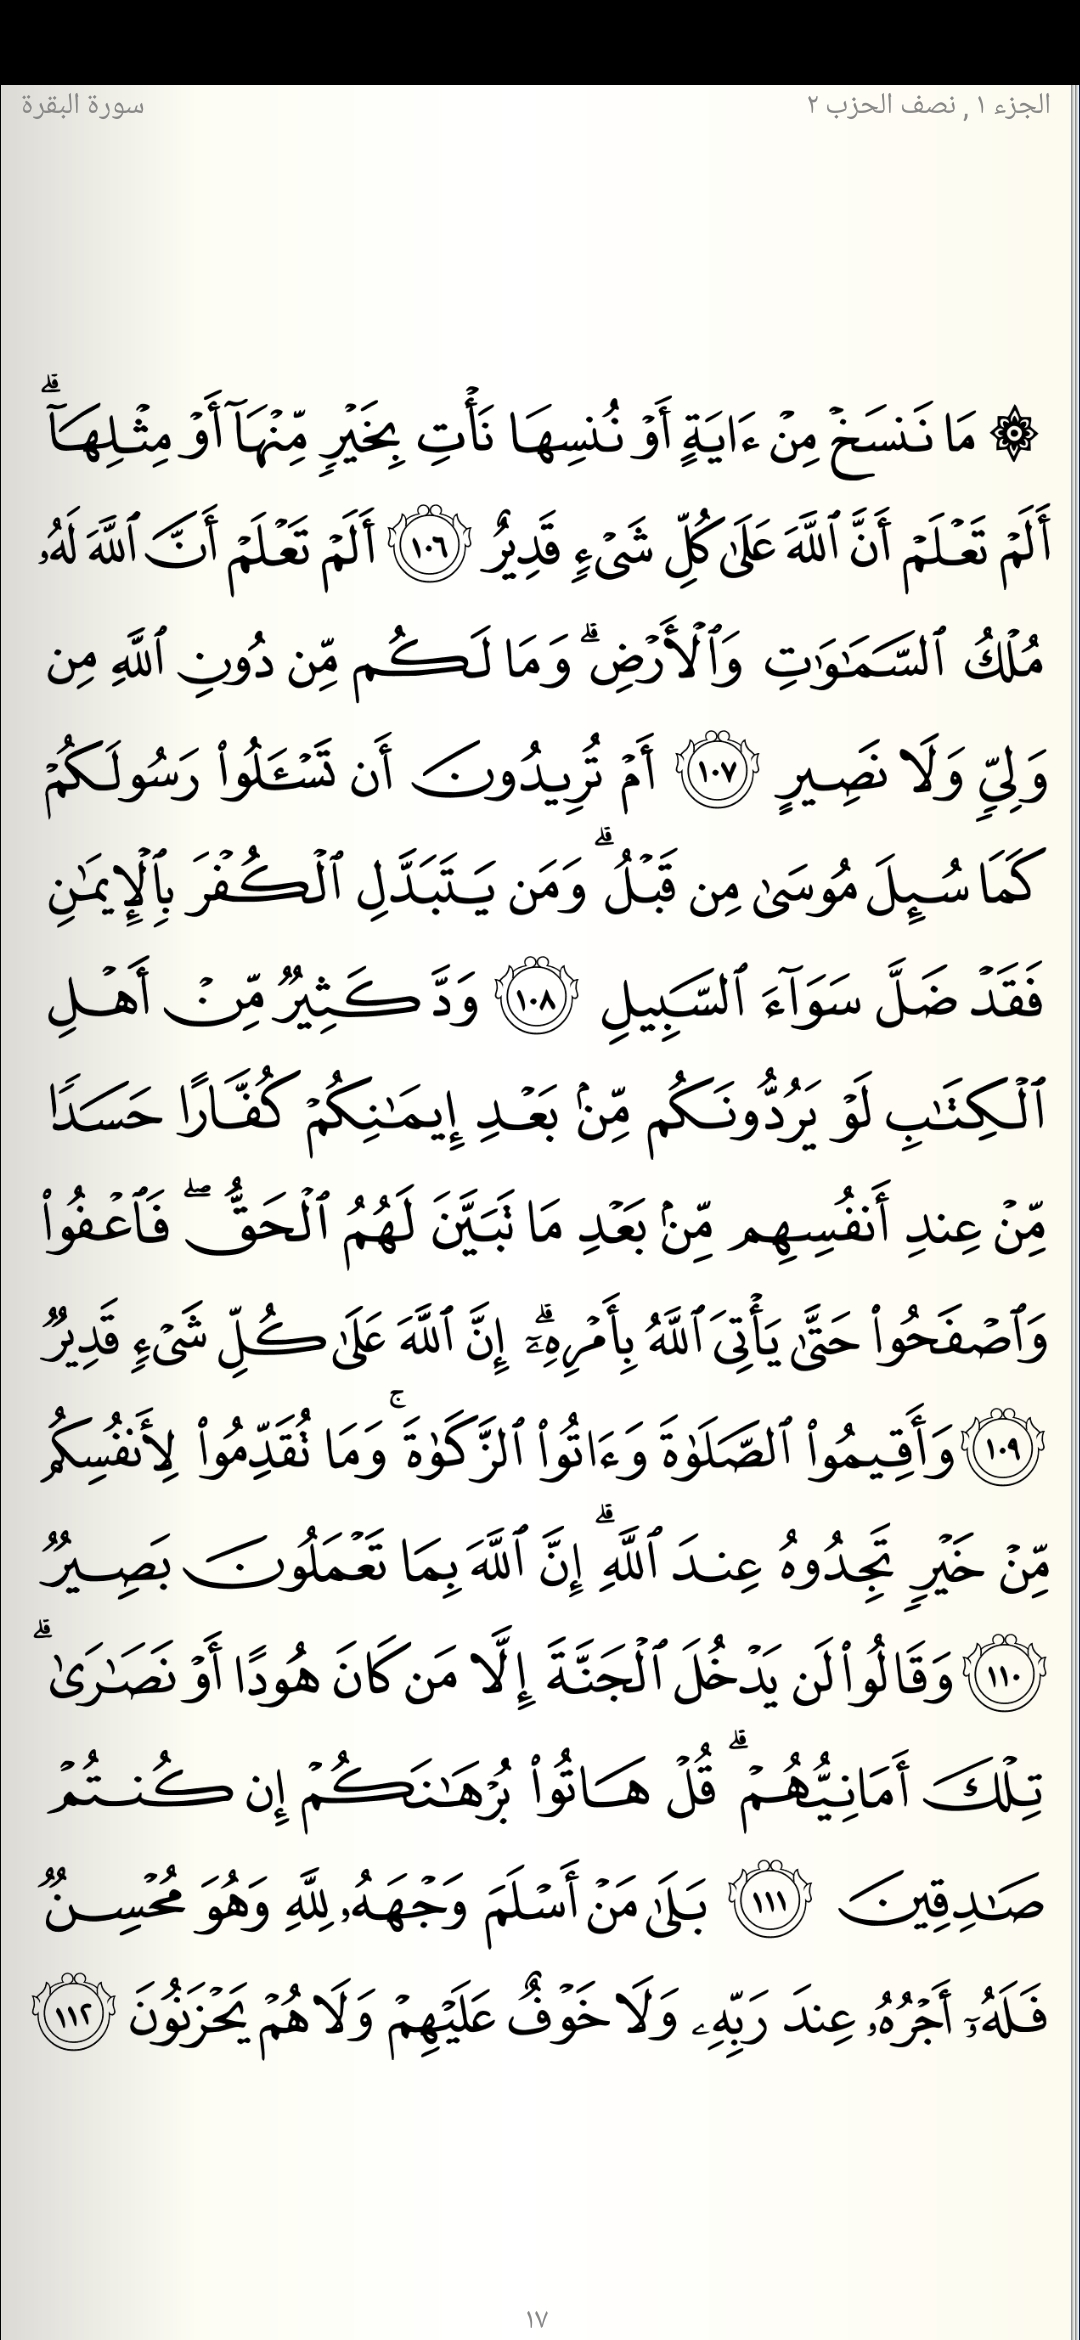 الجزء ١ , نصف الحزب ٢
سورة البقرة
۞ مَا نَنسَخْ مِنْ ءَايَةٍ أَوْ نُنسِهَا نَأْتِ بِخَيْرٍ مِّنْهَآ أَوْ مِثْلِهَآ ۗ
أَلَمْ تَعْلَمْ أَنَّ ٱللَّهَ عَلَىٰ كُلِّ شَىْءٍ قَدِيرٌ ١٠٦ أَلَمْ تَعْلَمْ أَنَّ ٱللَّهَ لَهُۥ
مُلْكُ ٱلسَّمَـٰوَٰتِ وَٱلْأَرْضِ ۗ وَمَا لَكُم مِّن دُونِ ٱللَّهِ مِن
وَلِىٍّ وَلَا نَصِيرٍ ١٠٧ أَمْ تُرِيدُونَ أَن تَسْـَٔلُوا۟ رَسُولَكُمْ
كَمَا سُئِلَ مُوسَىٰ مِن قَبْلُ ۗ وَمَن يَتَبَدَّلِ ٱلْكُفْرَ بِٱلْإِيمَـٰنِ
فَقَدْ ضَلَّ سَوَآءَ ٱلسَّبِيلِ ١٠٨ وَدَّ كَثِيرٌ مِّنْ أَهْلِ
ٱلْكِتَـٰبِ لَوْ يَرُدُّونَكُم مِّنۢ بَعْدِ إِيمَـٰنِكُمْ كُفَّارًا حَسَدًا
مِّنْ عِندِ أَنفُسِهِم مِّنۢ بَعْدِ مَا تَبَيَّنَ لَهُمُ ٱلْحَقُّ ۖ فَٱعْفُوا۟
وَٱصْفَحُوا۟ حَتَّىٰ يَأْتِىَ ٱللَّهُ بِأَمْرِهِۦٓ ۗ إِنَّ ٱللَّهَ عَلَىٰ كُلِّ شَىْءٍ قَدِيرٌ
١٠٩ وَأَقِيمُوا۟ ٱلصَّلَوٰةَ وَءَاتُوا۟ ٱلزَّكَوٰةَ ۚ وَمَا تُقَدِّمُوا۟ لِأَنفُسِكُم
مِّنْ خَيْرٍ تَجِدُوهُ عِندَ ٱللَّهِ ۗ إِنَّ ٱللَّهَ بِمَا تَعْمَلُونَ بَصِيرٌ
١١٠ وَقَالُوا۟ لَن يَدْخُلَ ٱلْجَنَّةَ إِلَّا مَن كَانَ هُودًا أَوْ نَصَـٰرَىٰ ۗ
تِلْكَ أَمَانِيُّهُمْ ۗ قُلْ هَاتُوا۟ بُرْهَـٰنَكُمْ إِن كُنتُمْ
صَـٰدِقِينَ ١١١ بَلَىٰ مَنْ أَسْلَمَ وَجْهَهُۥ لِلَّهِ وَهُوَ مُحْسِنٌ
فَلَهُۥٓ أَجْرُهُۥ عِندَ رَبِّهِۦ وَلَا خَوْفٌ عَلَيْهِمْ وَلَا هُمْ يَحْزَنُونَ ١١٢
١٧